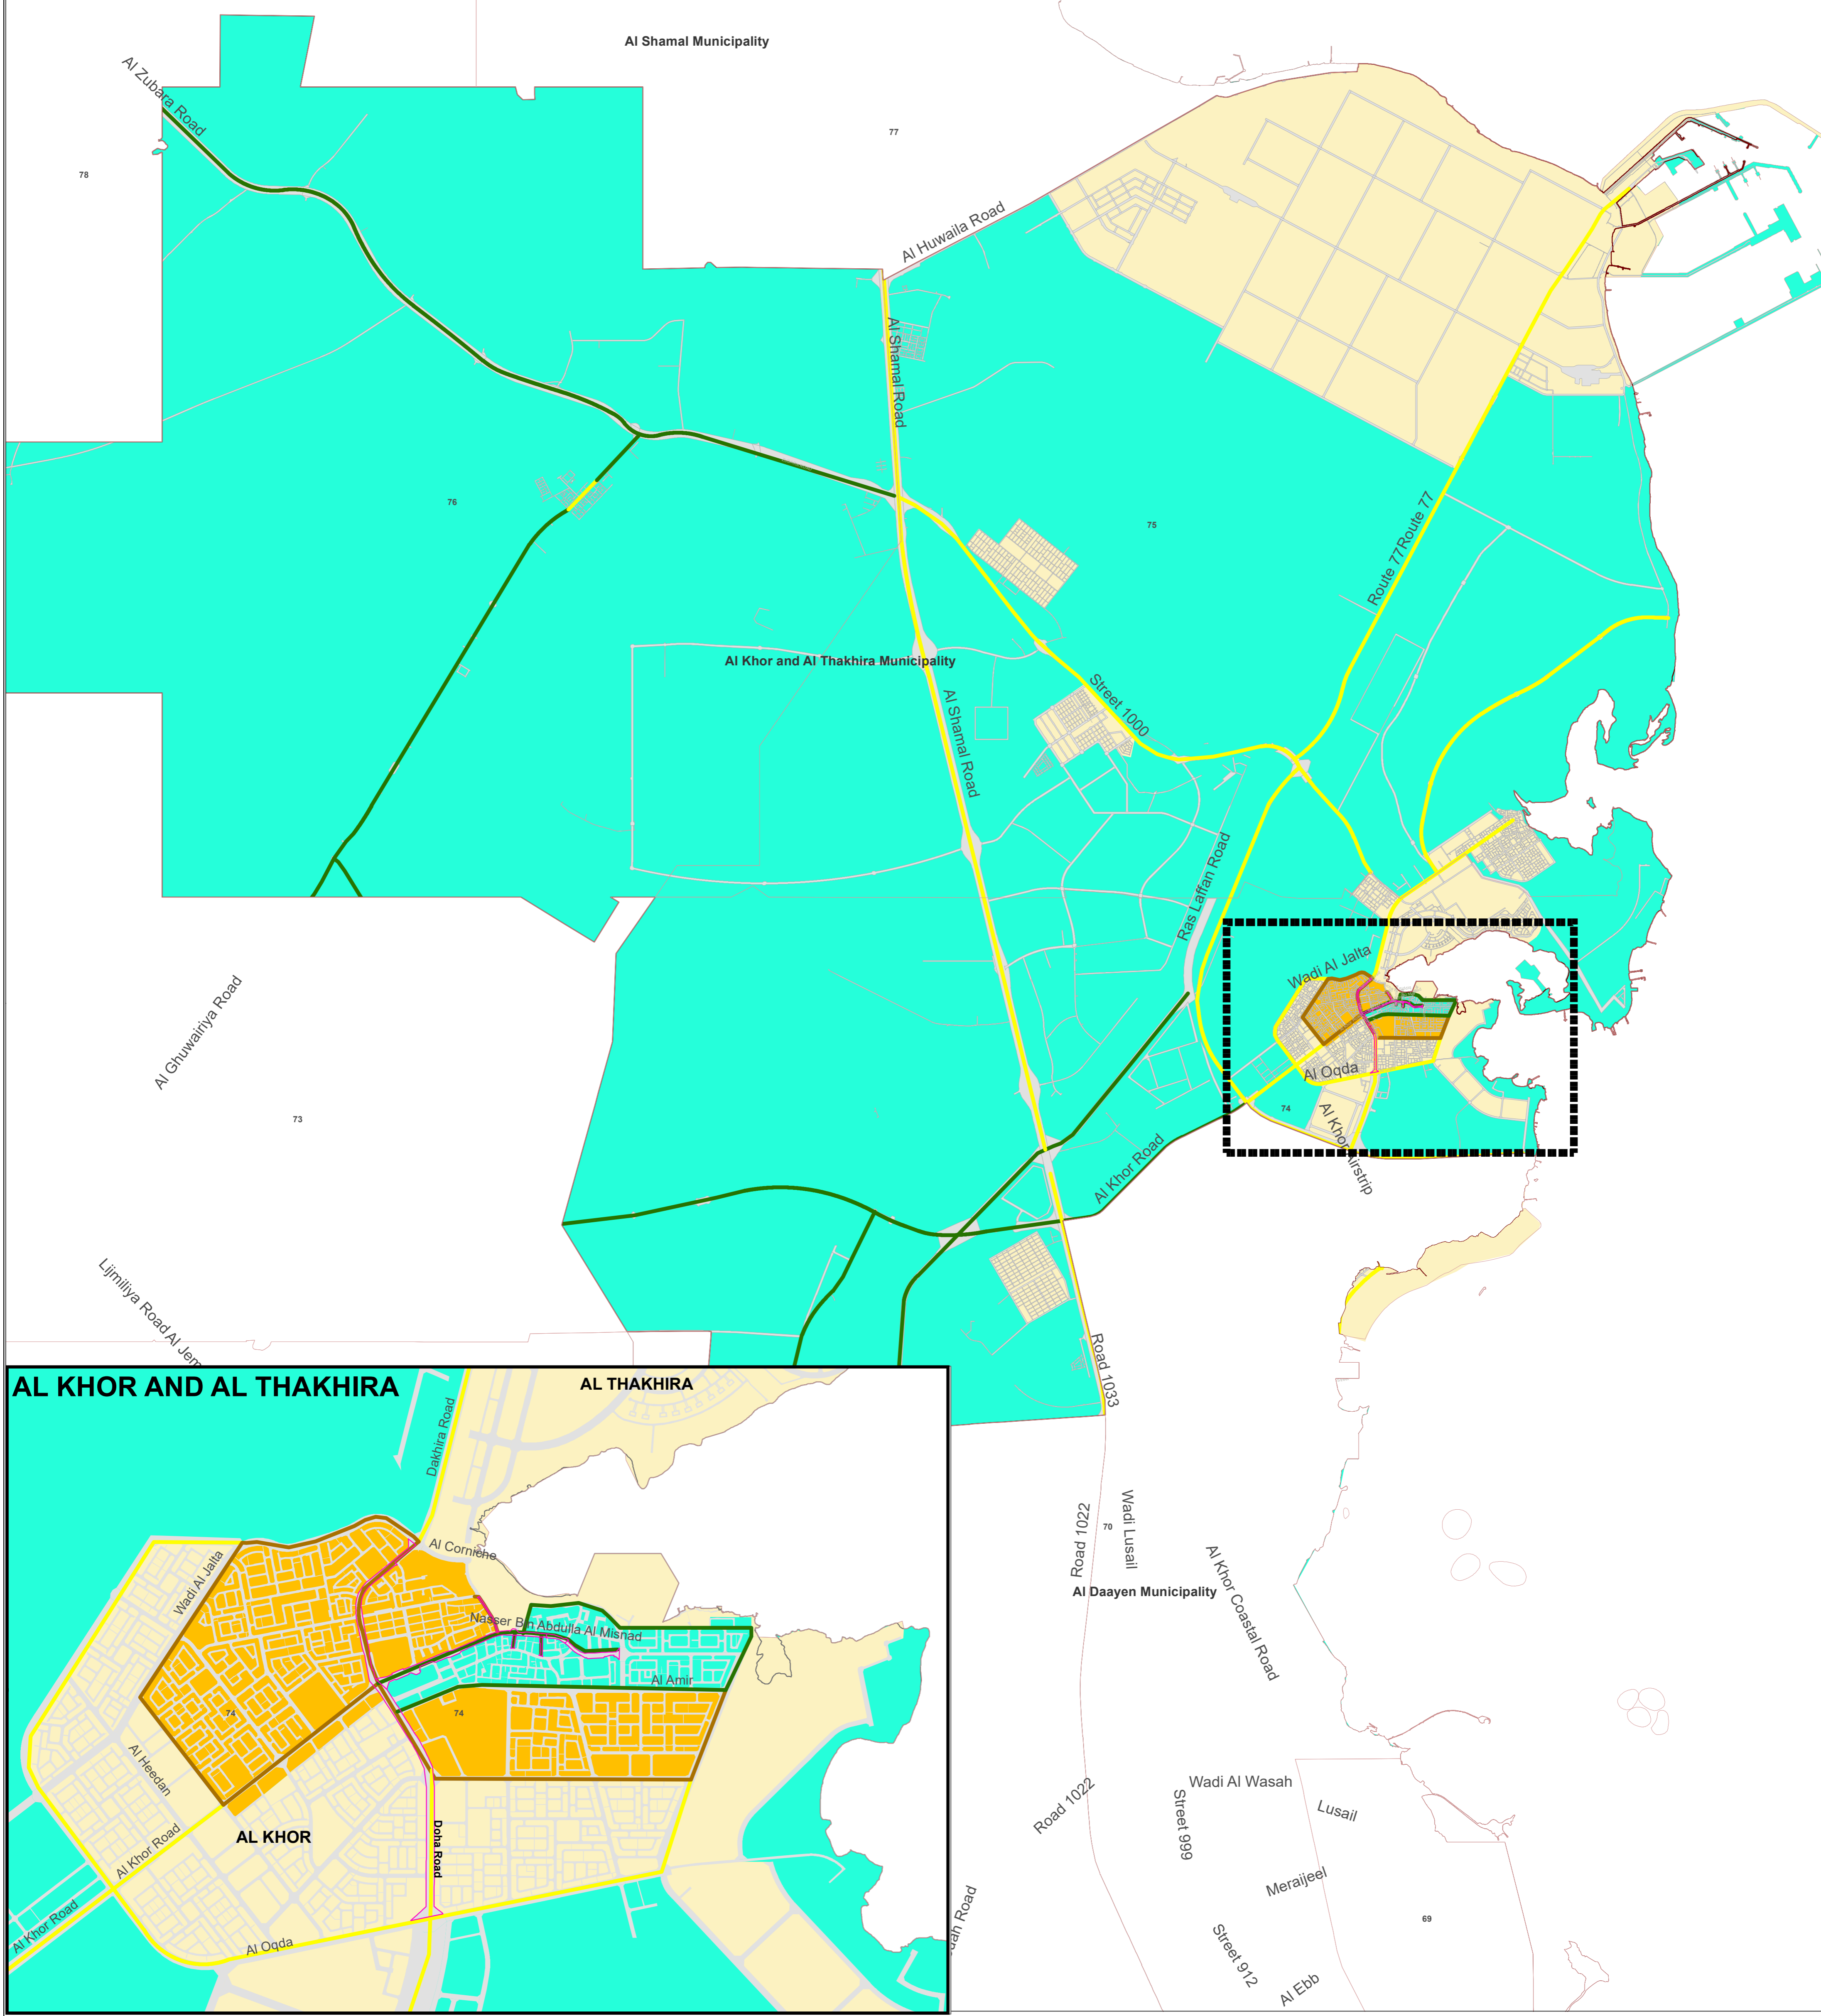 Al Shamal Municipality
Al Zubara Road
77
78
Al Huwaila Road
Al Shamal Road
76
75
Route 77
Route 77
Al Khor and Al Thakhira Municipality
Street 1000
Al Shamal Road
Ras Laffan Road
Wadi Al Jalta
Al Ghuwairiya Road
Al Oqda
74
73
Al Khor Airstrip
Al Khor Road
Lijmiliya Road
Road 1033
AL KHOR AND AL THAKHIRA
AL THAKHIRA
Dakhira Road
Al Corniche
Wadi Al Jalta
Nasser Bin Abdulla Al Misnad
Al Amir
74
74
Al Heedan
AL KHOR
Doha Road
Al Khor Road
Al Khor Road
Al Oqda
Road 1022
70
Wadi Lusail
Al Khor Coastal Road
Al Daayen Municipality
Road 1022
Wadi Al Wasah
Street 999
Lusail
Meraijeel
69
Street 912
Al Ebb